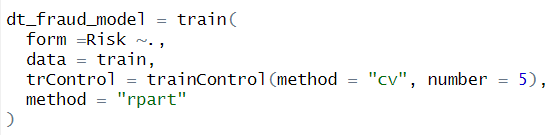 dt_fraud_model = train(
  form =Risk ~.,
  data = train,
  trControl = trainControl(method = "cv", number = 5),
  method = "rpart"
)